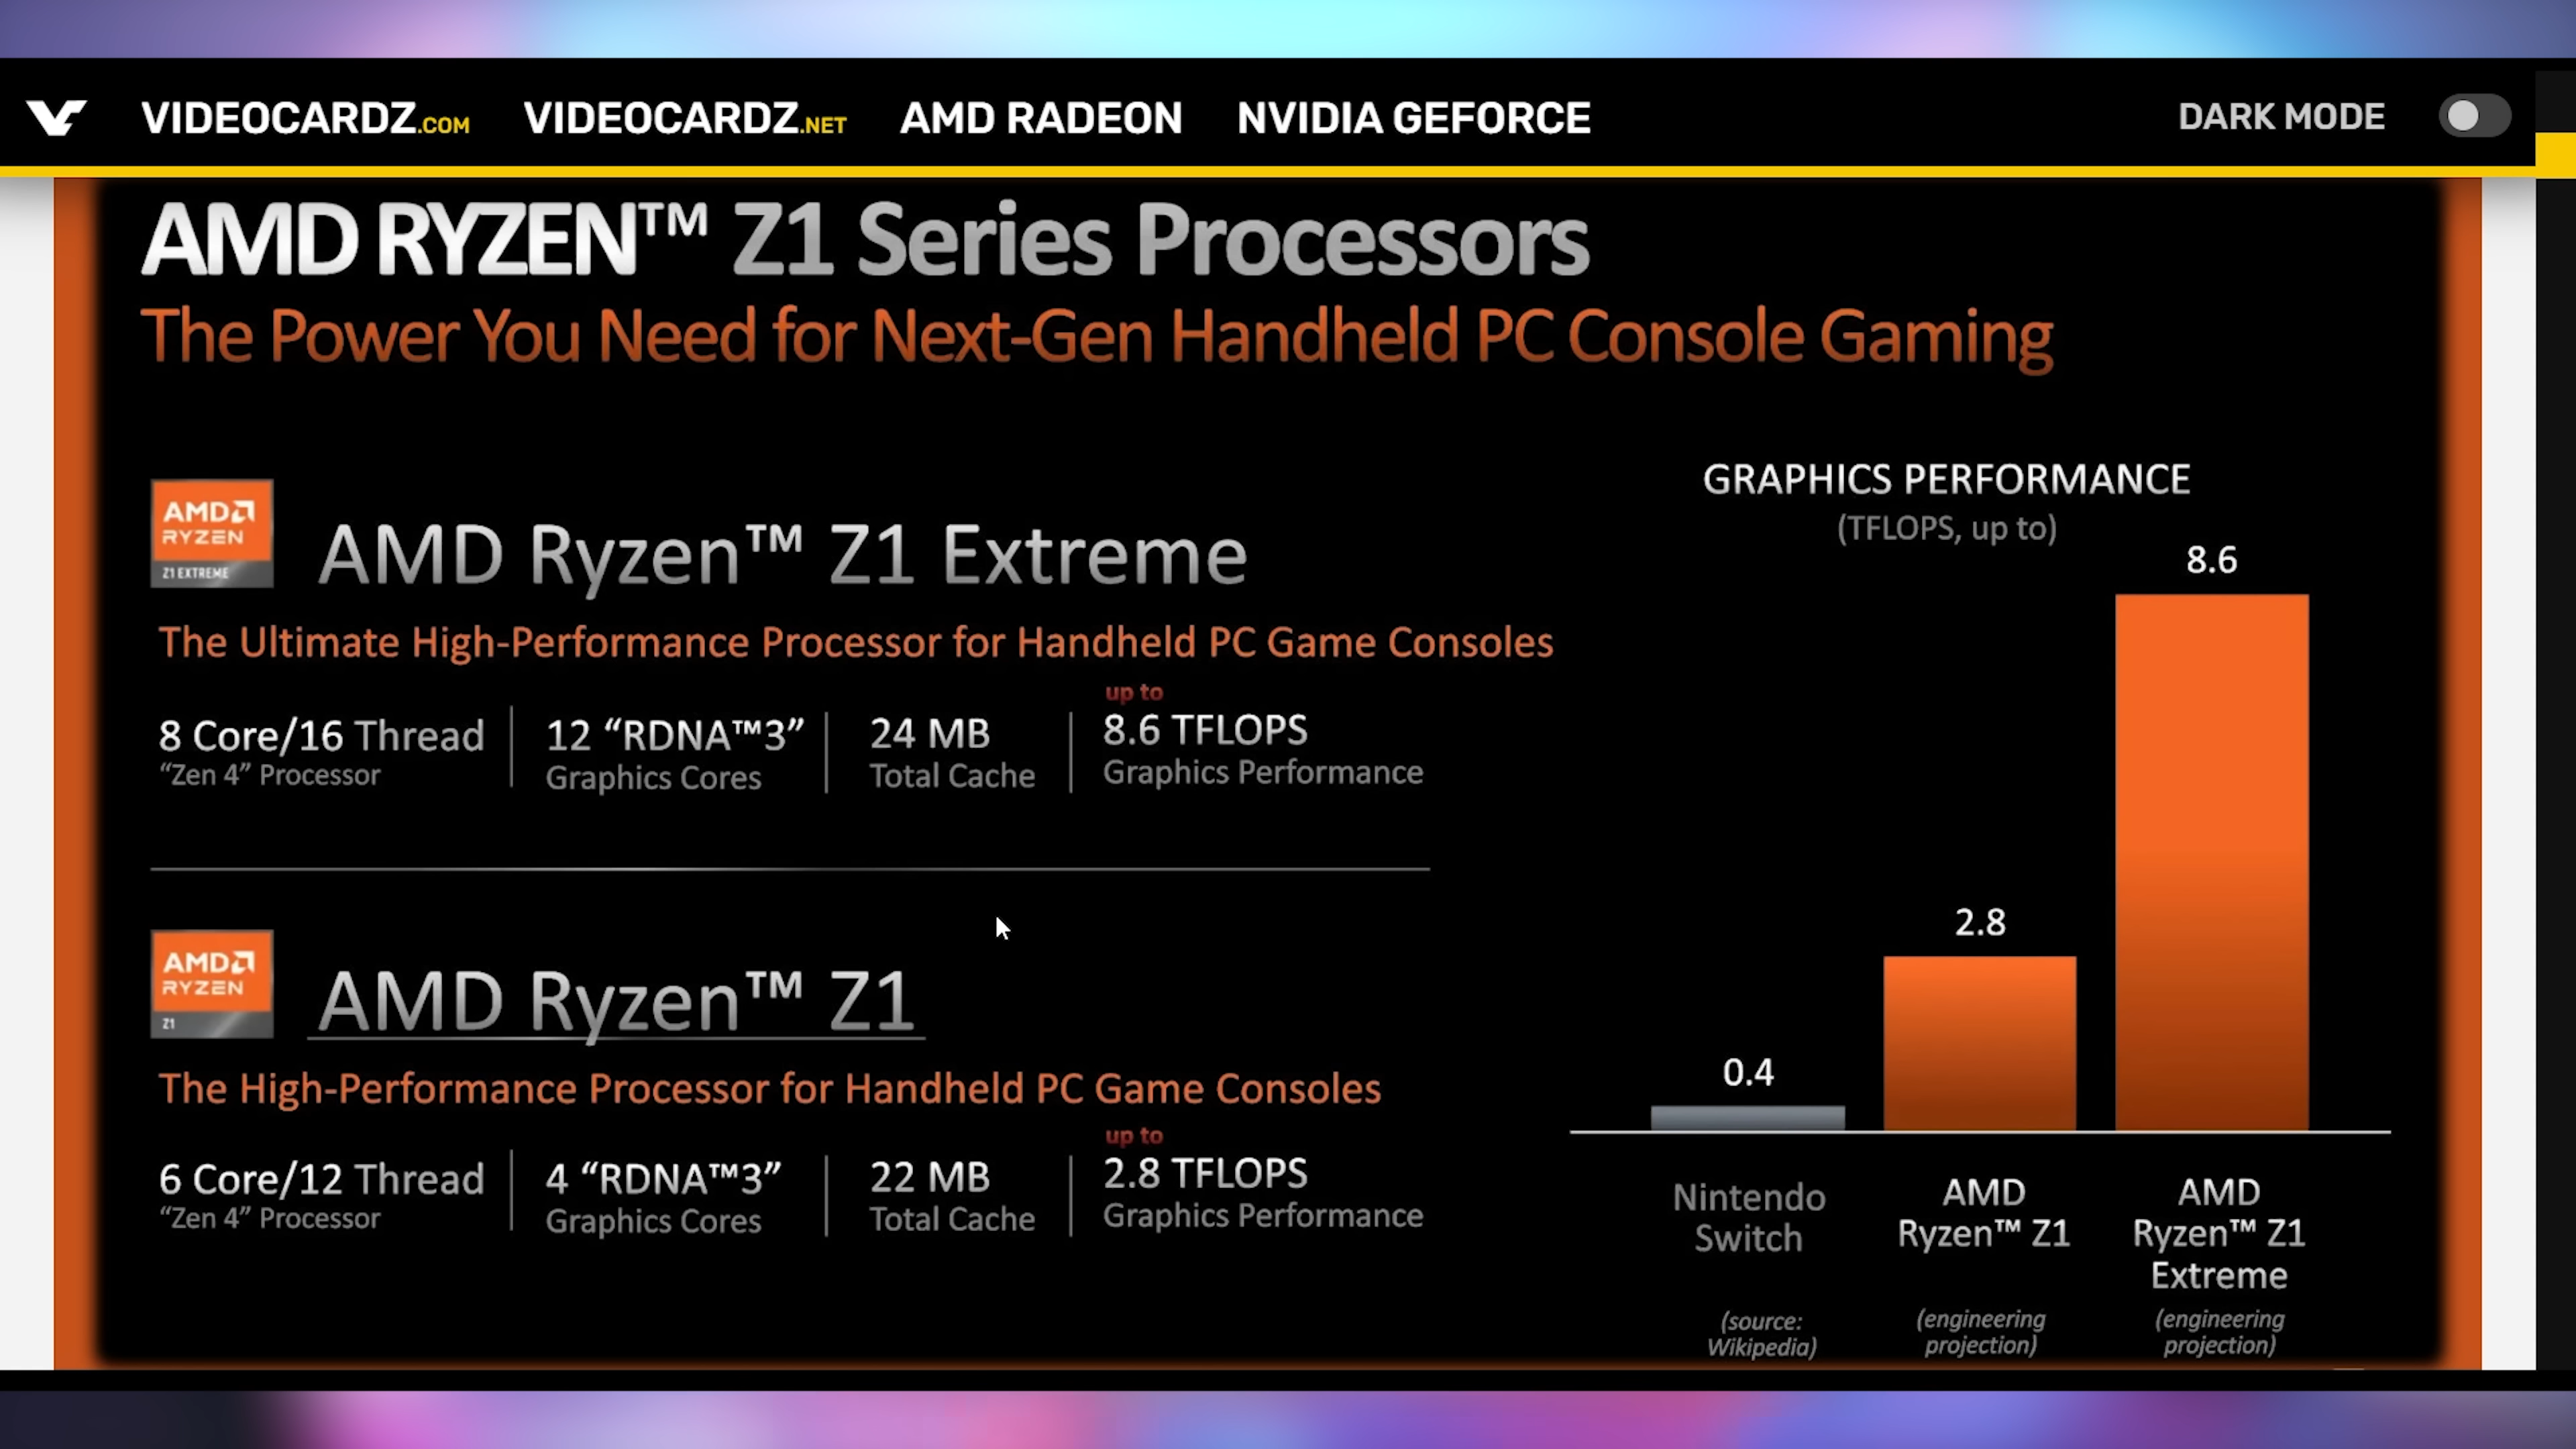 VIDEOCARDZ.COM VIDEOCARDZ.NET AMD RADEON NVIDIA GEFORCE DARK MODE
AMD RYZEN™ Z1 Series Processors
The Power You Need for Next-Gen Handheld PC Console Gaming
AMD
RYZEN
Z1 EXTREME
AMD Ryzen™ Z1 Extreme
The Ultimate High-Performance Processor for Handheld PC Game Consoles
8 Core/16 Thread
"Zen 4" Processor
12 “RDNA™3”
Graphics Cores
24 MB
Total Cache
up to
8.6 TFLOPS
Graphics Performance
AMD
RYZEN
Z1
AMD Ryzen™ Z1
The High-Performance Processor for Handheld PC Game Consoles
6 Core/12 Thread
“Zen 4” Processor
4 “RDNA™3”
Graphics Cores
22 MB
Total Cache
up to
2.8 TFLOPS
Graphics Performance
GRAPHICS PERFORMANCE
(TFLOPS, up to)
8.6
2.8
0.4
Nintendo
Switch
(source:
Wikipedia)
AMD
Ryzen™ Z1
(engineering
projection)
AMD
Ryzen™ Z1
Extreme
(engineering
projection)